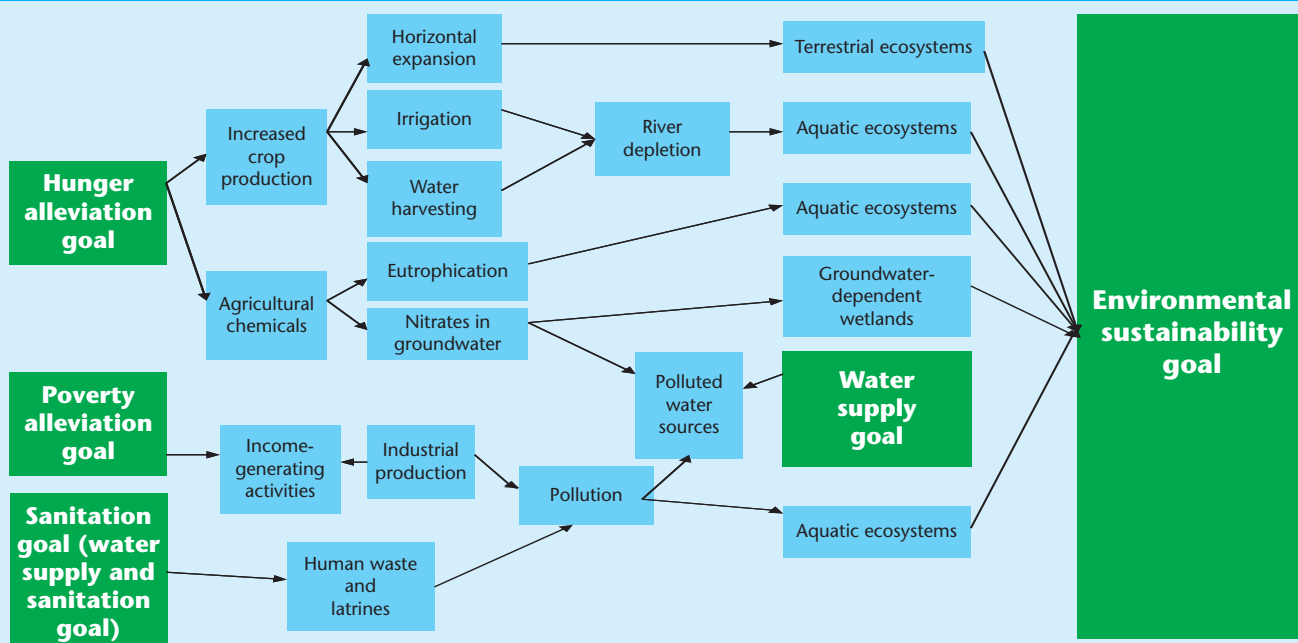 Horizontal
expansion
Terrestrial ecosystems
Increased
crop
production
Irrigation
River
depletion
Aquatic ecosystems
Hunger
alleviation
goal
Water
harvesting
Aquatic ecosystems
Agricultural
chemicals
Eutrophication
Groundwater-
dependent
wetlands
Nitrates in
groundwater
Environmental
sustainability
goal
Poverty
alleviation
goal
Polluted
water
sources
Water
supply
goal
Income-
generating
activities
Industrial
production
Pollution
Aquatic ecosystems
Sanitation
goal (water
supply and
sanitation
goal)
Human waste
and
latrines